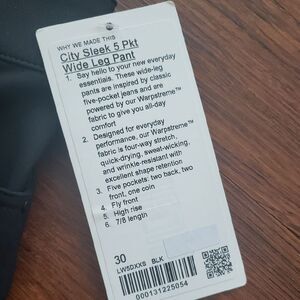 WHY WE MADE THIS
City Sleek 5 Pkt
Wide Leg Pant
1. Say hello to your new everyday
essentials. These wide-leg
pants are inspired by classic
five-pocket jeans and are
powered by our Warpstreme™
fabric to give you all-day
comfort
2. Designed for everyday
performance, our Warpstreme™
fabric is four-way stretch,
quick-drying, sweat-wicking,
and wrinkle-resistant with
excellent shape retention
3. Five pockets: two back, two
front, one coin
4. Fly front
5. High rise
6. 7/8 length
30
LW5DXXS BLK
000131225054